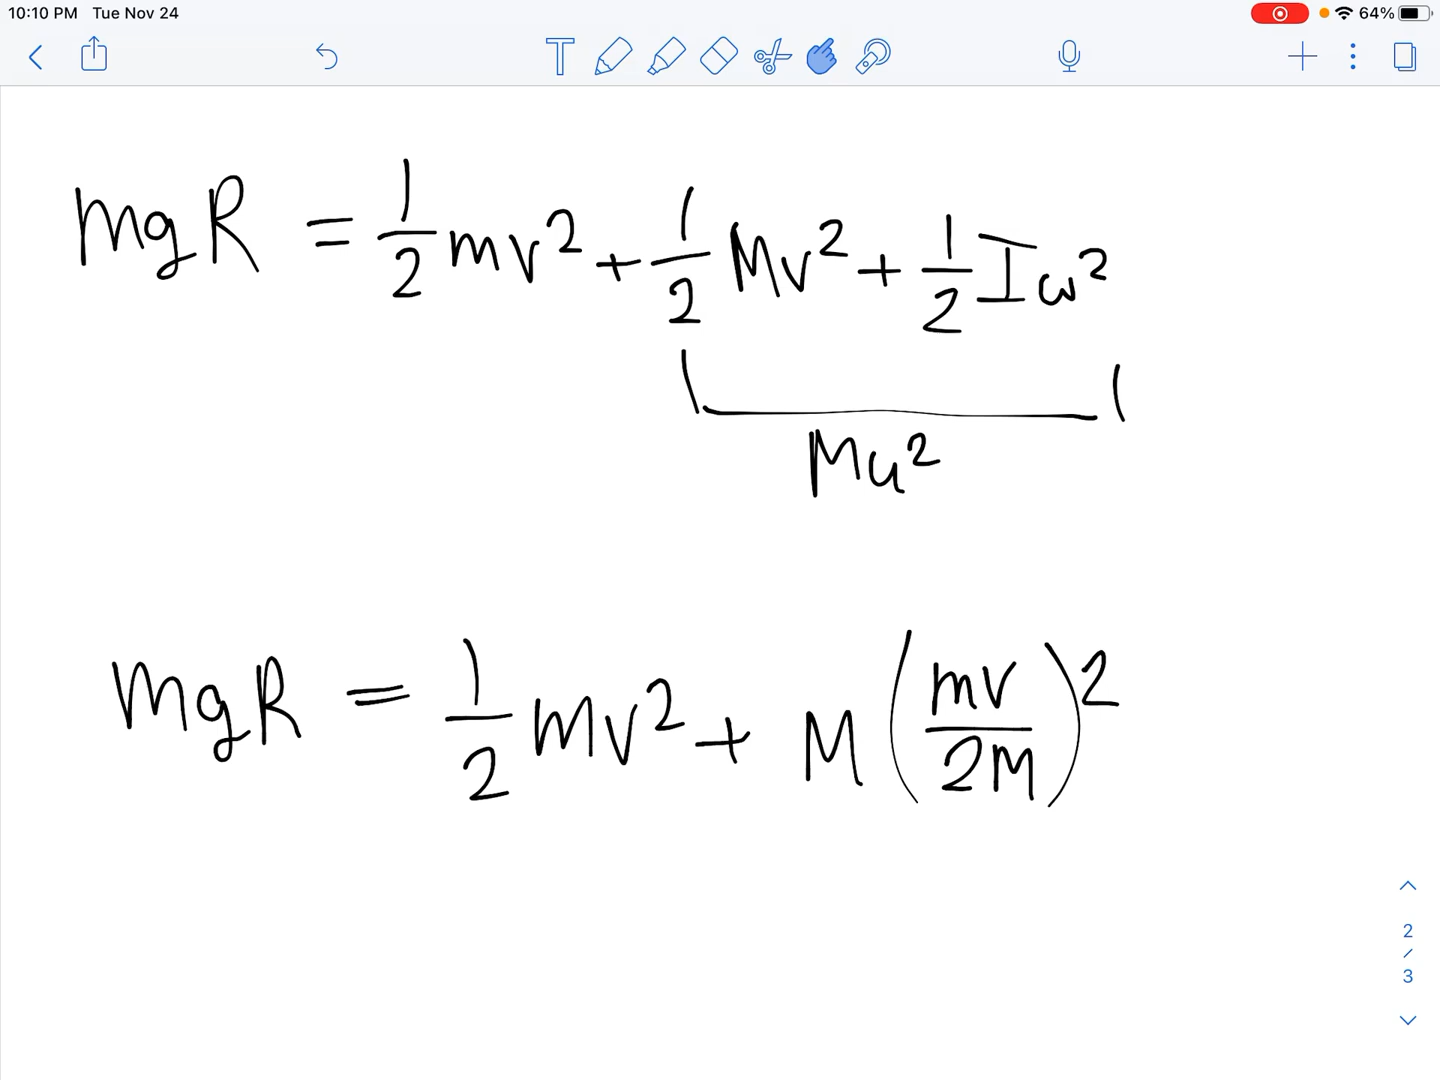 10:10 PM Tue Nov 24 64%
T
mgR = 1/2 mv² + 1/2 Mv² + 1/2 Iω²
Mu²
mgR = 1/2 mv² + M (mv/2M)²
2
/
3